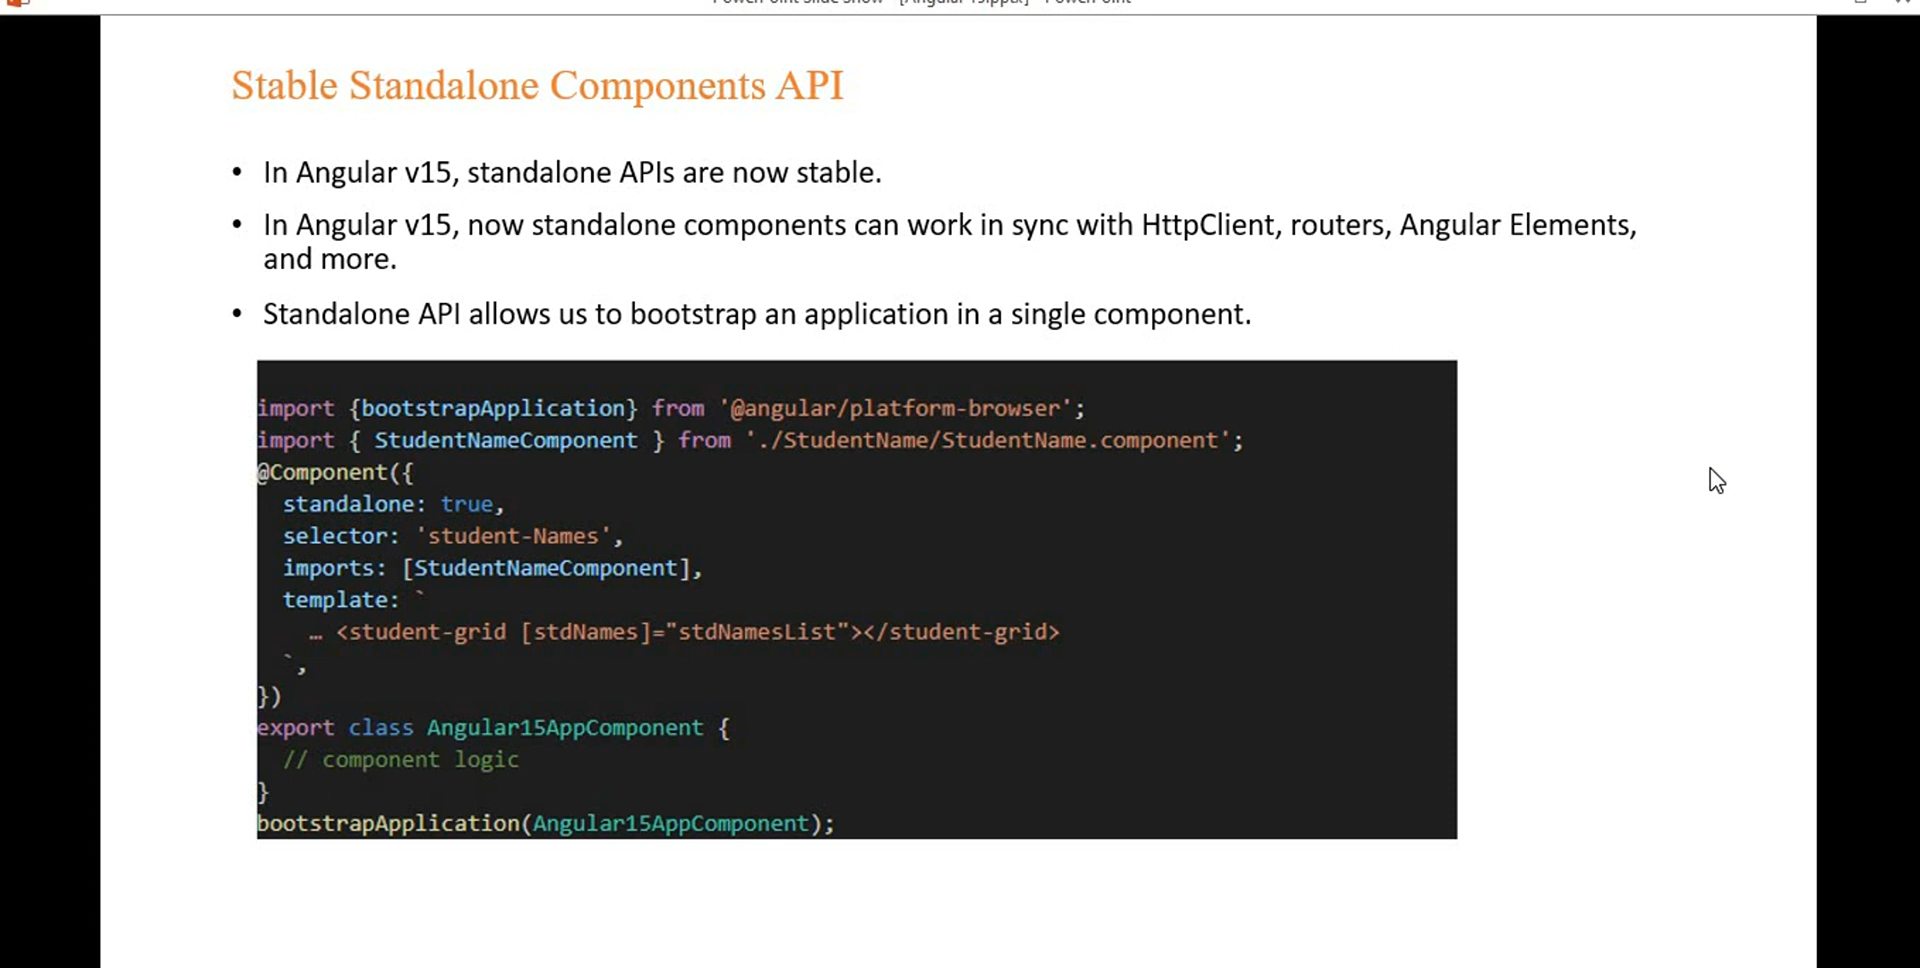 Stable Standalone Components API
• In Angular v15, standalone APIs are now stable.
• In Angular v15, now standalone components can work in sync with HttpClient, routers, Angular Elements,
and more.
• Standalone API allows us to bootstrap an application in a single component.
import {bootstrapApplication} from '@angular/platform-browser';
import { StudentNameComponent } from './StudentName/StudentName.component';
@Component({
  standalone: true,
  selector: 'student-Names',
  imports: [StudentNameComponent],
  template: `
    … <student-grid [stdNames]="stdNamesList"></student-grid>
  `,
})
export class Angular15AppComponent {
  // component logic
}
bootstrapApplication(Angular15AppComponent);